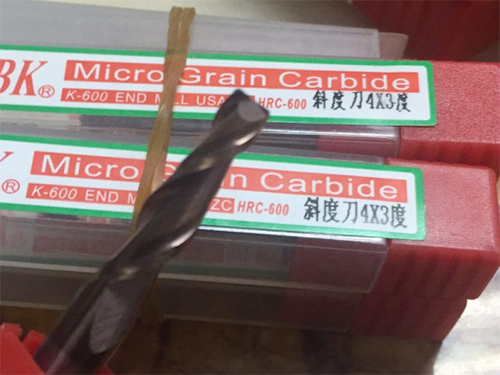 BK® Micro Grain Carbide
K-600 END MILL USA HRC-600 斜度刀4X3度
K® Micro Grain Carbide
K-600 END M ZC HRC-600 斜度刀4X3度